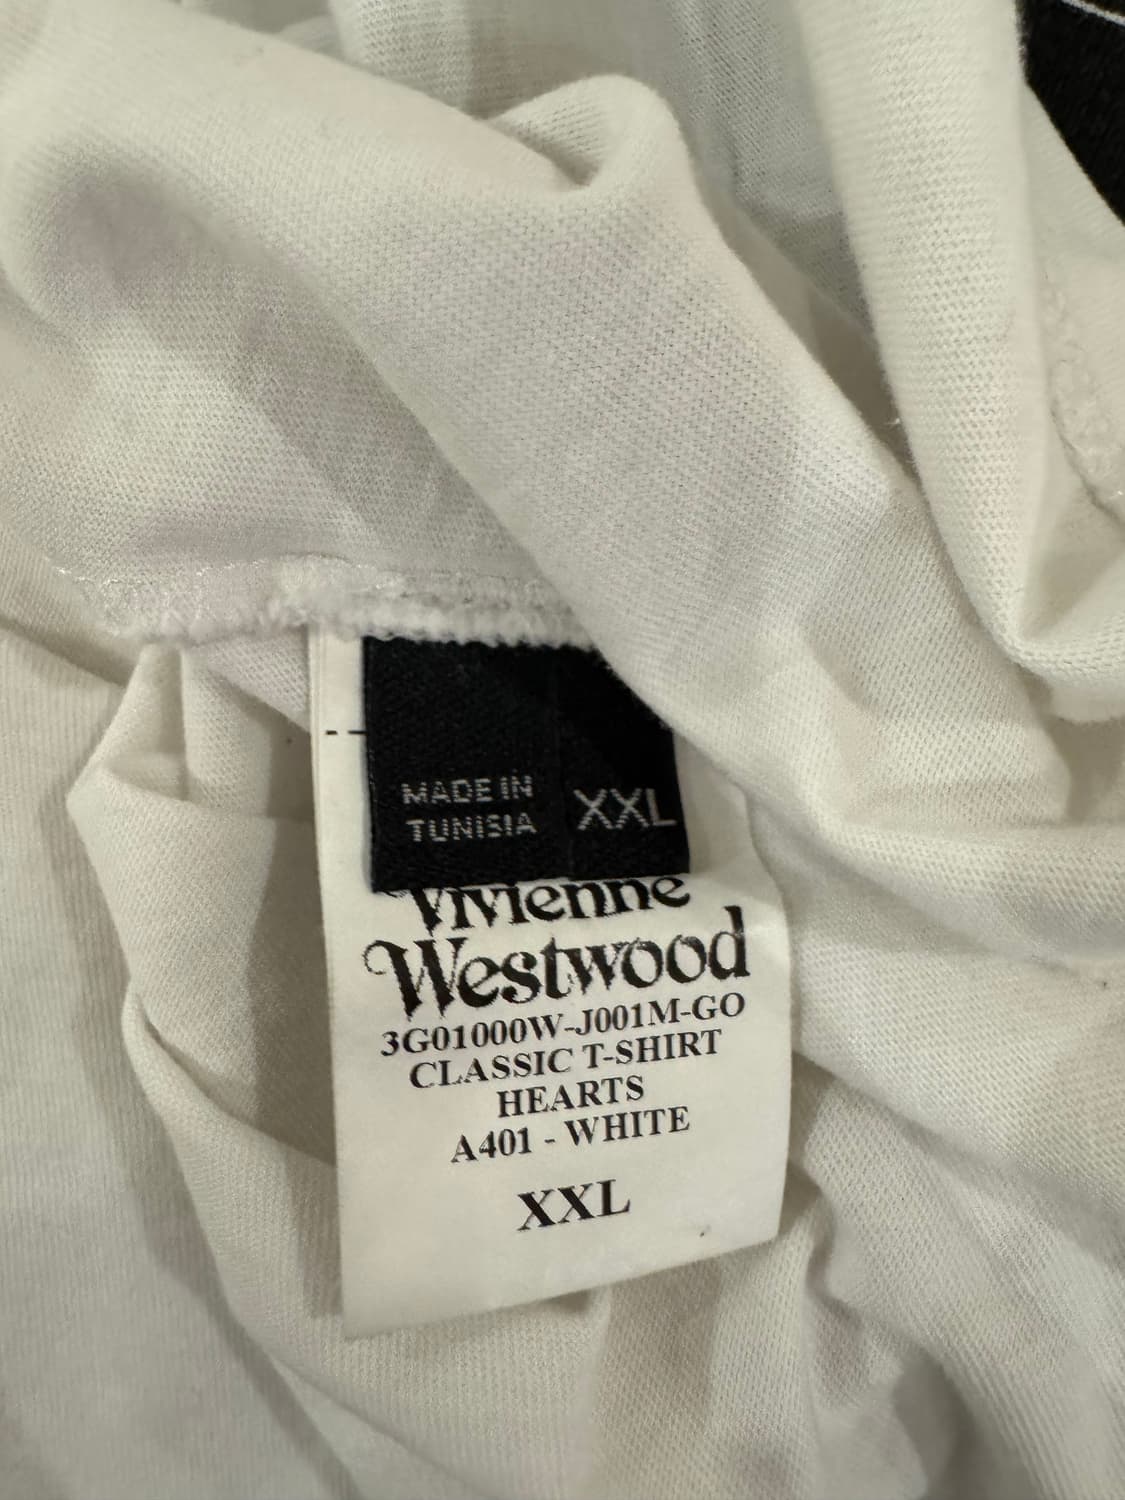 MADE IN
TUNISIA
XXL
Vivienne
Westwood
3G01000W-J001M-GO
CLASSIC T-SHIRT
HEARTS
A401 - WHITE
XXL